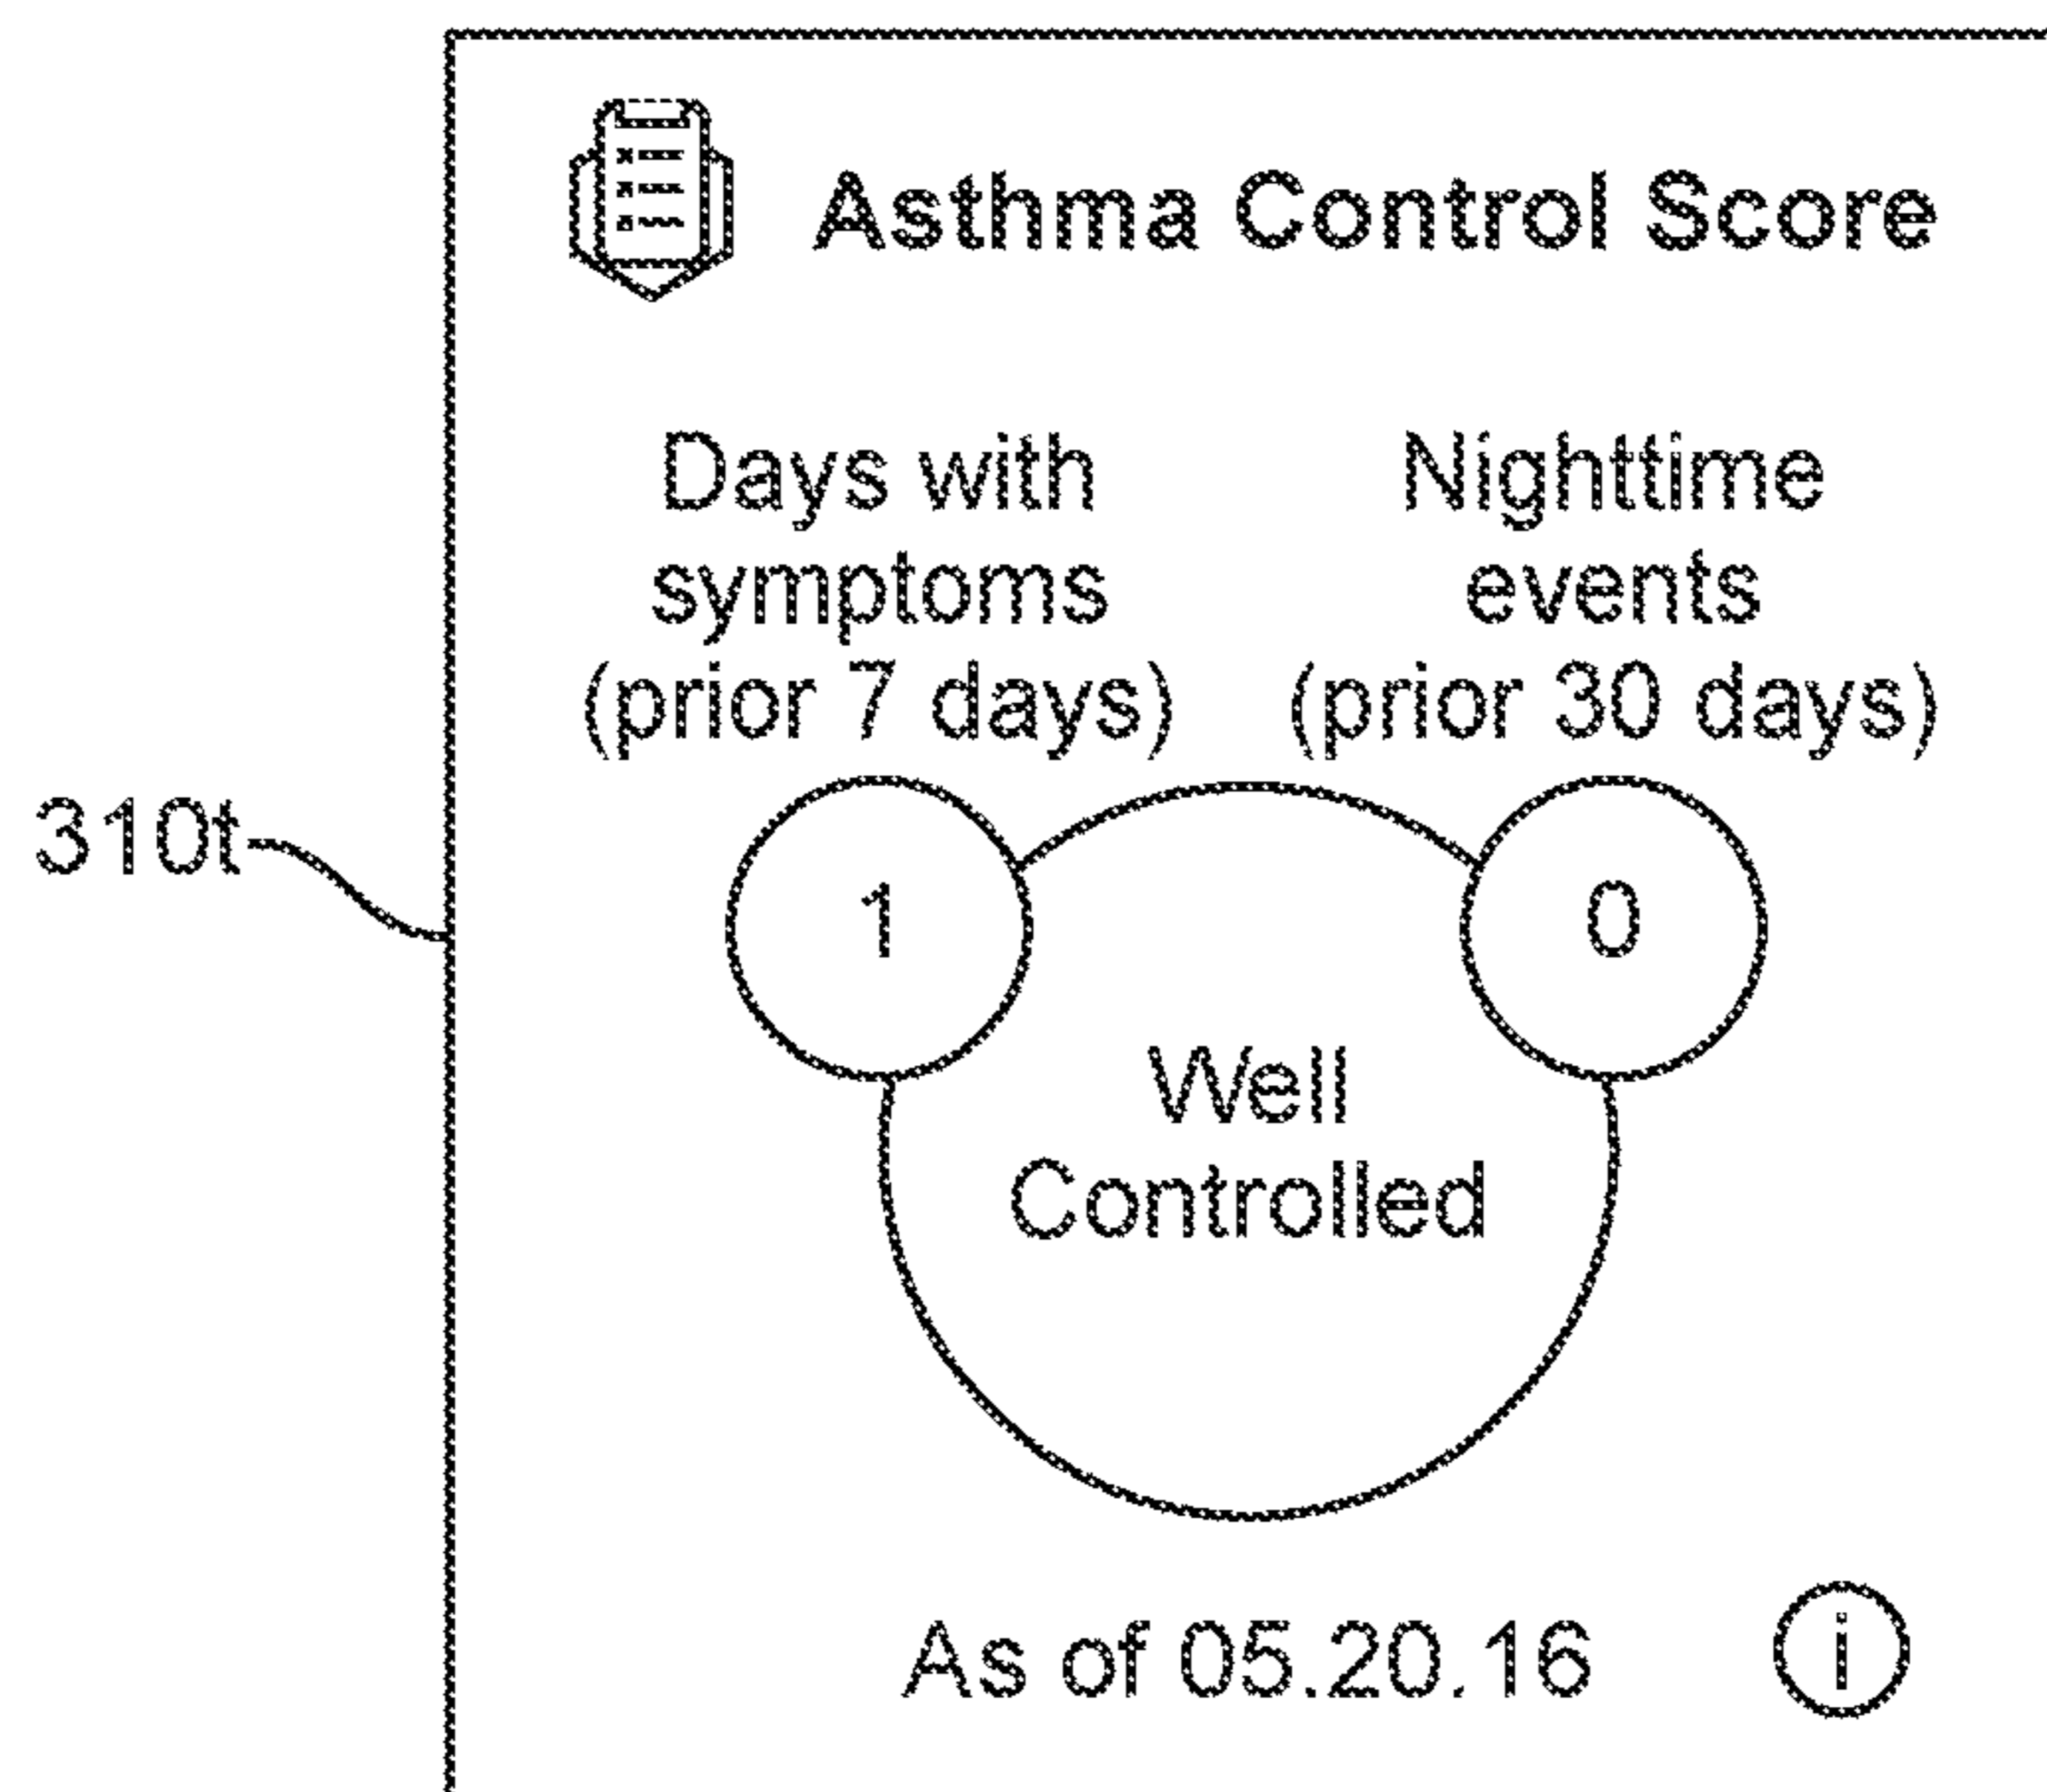 Asthma Control Score
Days with
symptoms
(prior 7 days)
Nighttime
events
(prior 30 days)
310t
1
0
Well
Controlled
As of 05.20.16
i